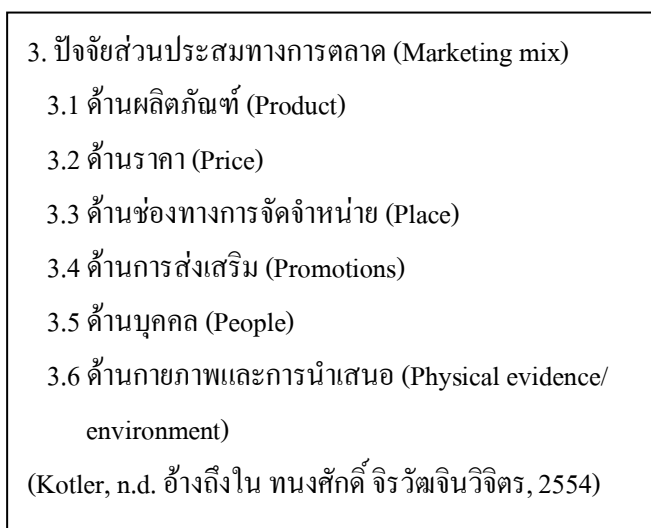 3. ปัจจัยส่วนประสมทางการตลาด (Marketing mix)
3.1 ด้านผลิตภัณฑ์ (Product)
3.2 ด้านราคา (Price)
3.3 ด้านช่องทางการจัดจำหน่าย (Place)
3.4 ด้านการส่งเสริม (Promotions)
3.5 ด้านบุคคล (People)
3.6 ด้านกายภาพและการนำเสนอ (Physical evidence/
environment)
(Kotler, n.d. อ้างถึงใน ทนงศักดิ์ จิรวัฒจินวิจิตร, 2554)